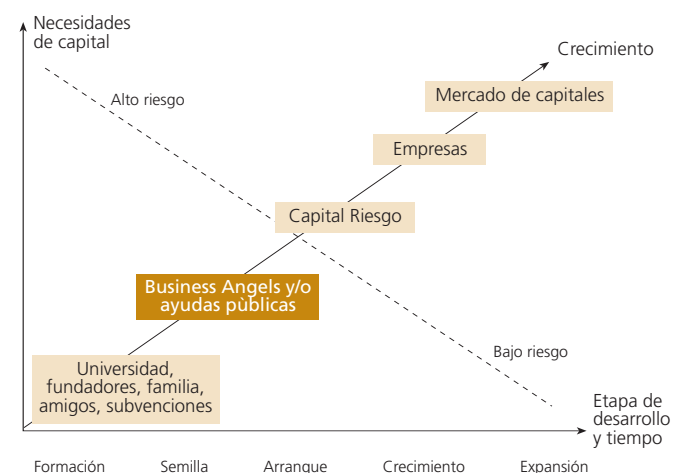 Necesidades
de capital
Crecimiento
Mercado de capitales
Alto riesgo
Empresas
Capital Riesgo
Business Angels y/o
ayudas pùblicas
Bajo riesgo
Universidad,
fundadores, familia,
amigos, subvenciones
Etapa de
desarrollo
y tiempo
Formación
Semilla
Arranque
Crecimiento
Expansión